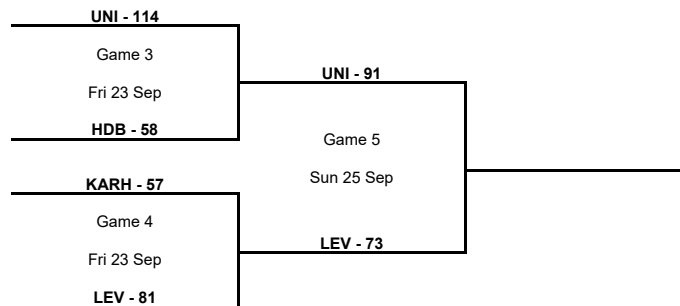 UNI - 114
Game 3
Fri 23 Sep
HDB - 58
UNI - 91
Game 5
Sun 25 Sep
LEV - 73
KARH - 57
Game 4
Fri 23 Sep
LEV - 81